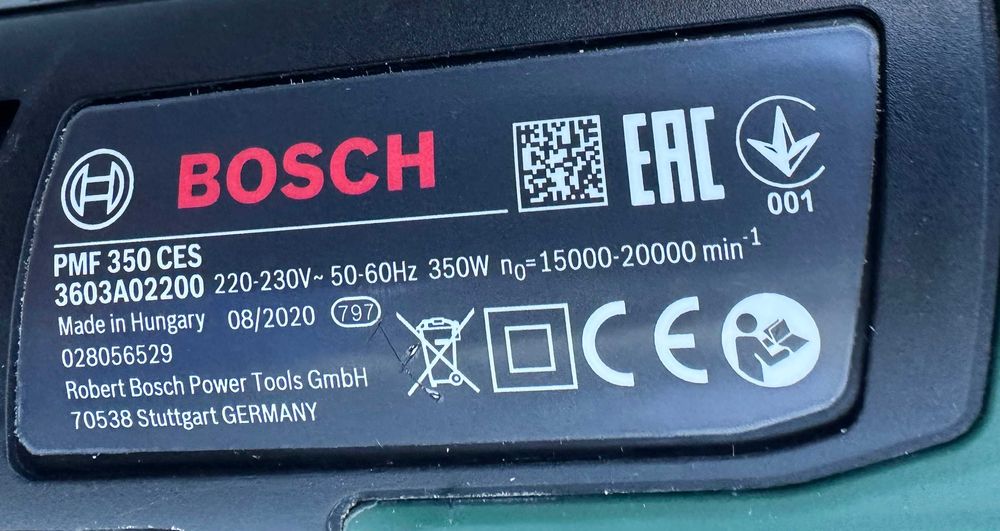 BOSCH
EAC
001
PMF 350 CES
3603A02200 220-230V~ 50-60Hz 350W n₀=15000-20000 min⁻¹
Made in Hungary 08/2020 797
028056529
Robert Bosch Power Tools GmbH
70538 Stuttgart GERMANY
CE